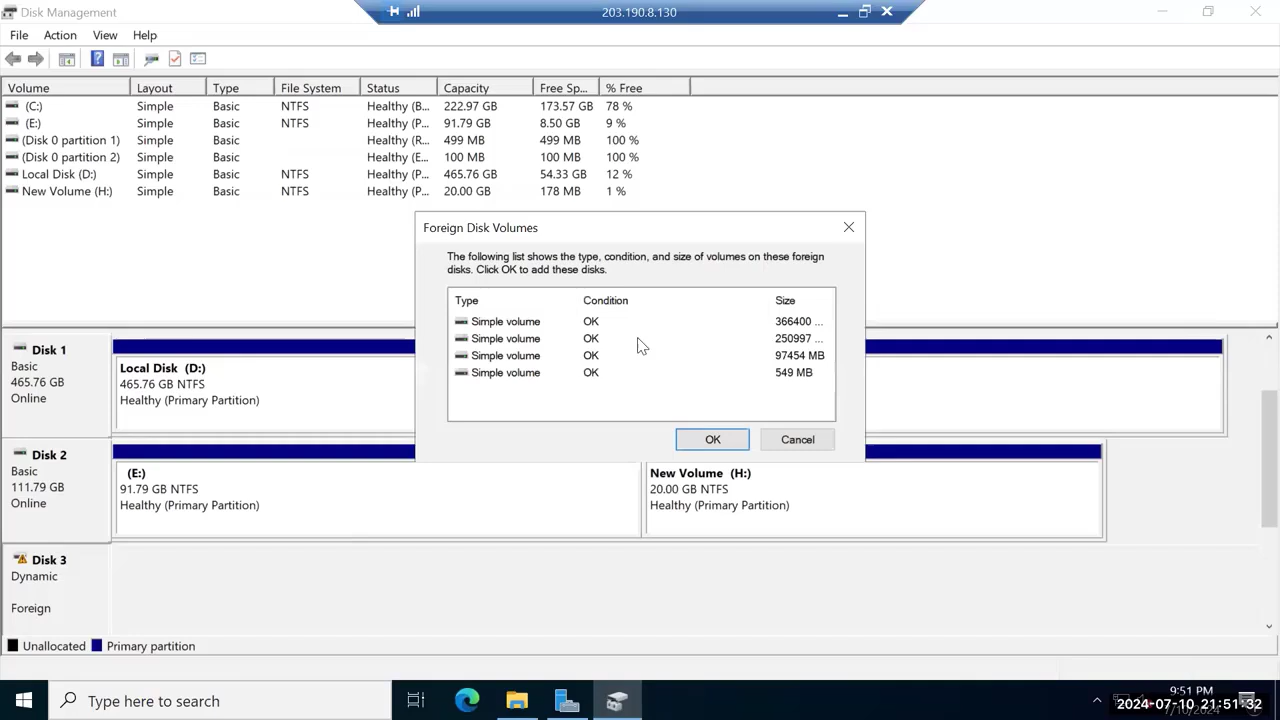 Disk Management
203.190.8.130
File Action View Help
Volume Layout Type File System Status Capacity Free Sp... % Free
(C:) Simple Basic NTFS Healthy (B... 222.97 GB 173.57 GB 78 %
(E:) Simple Basic NTFS Healthy (P... 91.79 GB 8.50 GB 9 %
(Disk 0 partition 1) Simple Basic Healthy (R... 499 MB 499 MB 100 %
(Disk 0 partition 2) Simple Basic Healthy (E... 100 MB 100 MB 100 %
Local Disk (D:) Simple Basic NTFS Healthy (P... 465.76 GB 54.33 GB 12 %
New Volume (H:) Simple Basic NTFS Healthy (P... 20.00 GB 178 MB 1 %
Foreign Disk Volumes
The following list shows the type, condition, and size of volumes on these foreign
disks. Click OK to add these disks.
Type Condition Size
Simple volume OK 366400 ...
Simple volume OK 250997 ...
Simple volume OK 97454 MB
Simple volume OK 549 MB
OK Cancel
Disk 1
Basic
465.76 GB
Online
Local Disk (D:)
465.76 GB NTFS
Healthy (Primary Partition)
Disk 2
Basic
111.79 GB
Online
(E:)
91.79 GB NTFS
Healthy (Primary Partition)
New Volume (H:)
20.00 GB NTFS
Healthy (Primary Partition)
Disk 3
Dynamic
Foreign
Unallocated Primary partition
Type here to search
9:51 PM
7/10/2024
2024-07-10 21:51:32